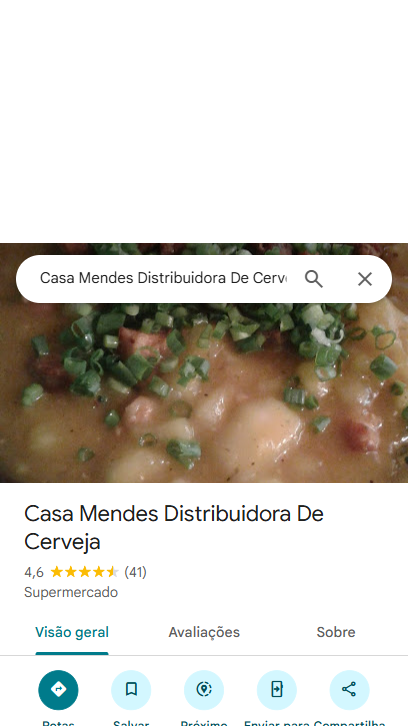 Casa Mendes Distribuidora De
Casa Mendes Distribuidora De
Cerveja
4,6 (41)
Supermercado
Visão geral Avaliações Sobre
Rotas Salvar Próximo Enviar para Compartilha